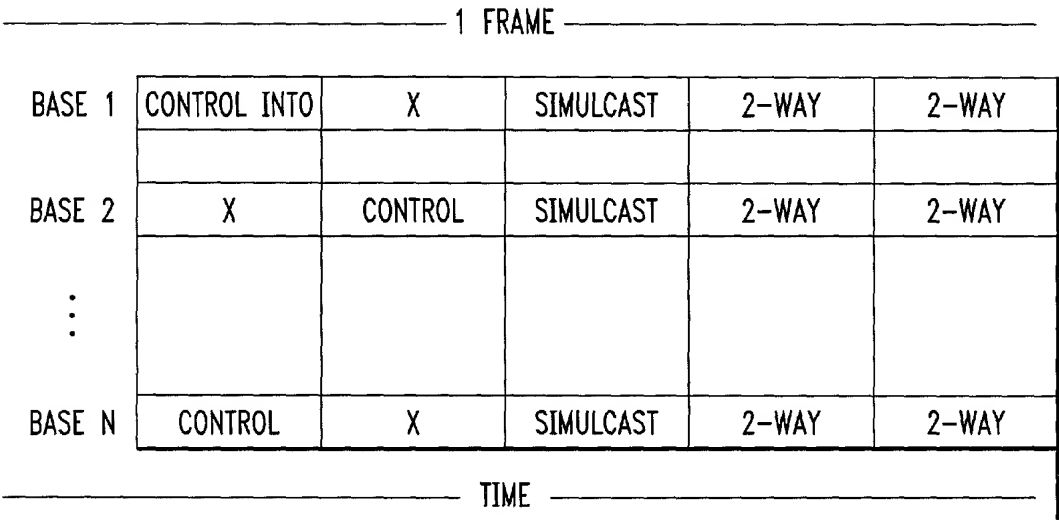 1 FRAME
BASE 1 CONTROL INTO X SIMULCAST 2-WAY 2-WAY
BASE 2 X CONTROL SIMULCAST 2-WAY 2-WAY
BASE N CONTROL X SIMULCAST 2-WAY 2-WAY
TIME